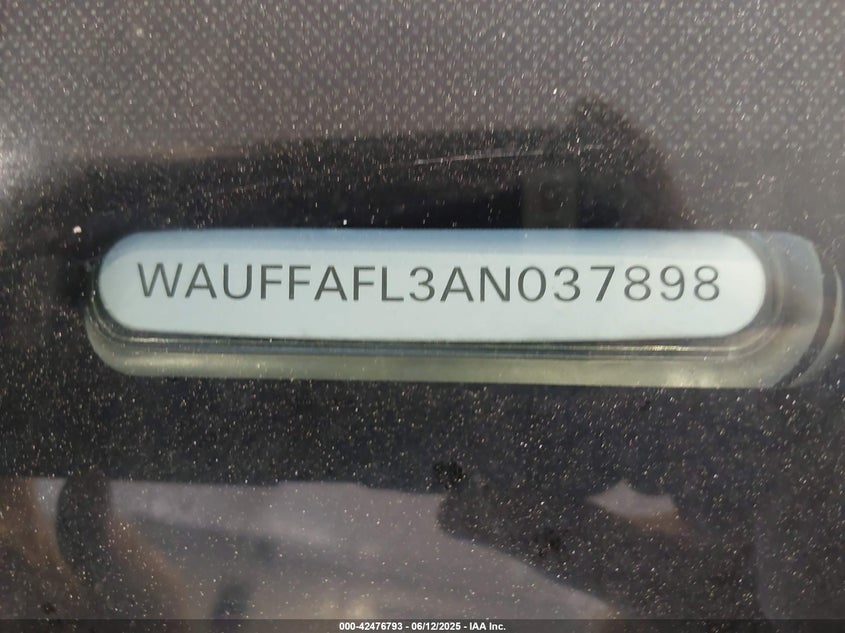 WAUFFAFL3AN037898
000-42476793 - 06/12/2025 - IAA Inc.